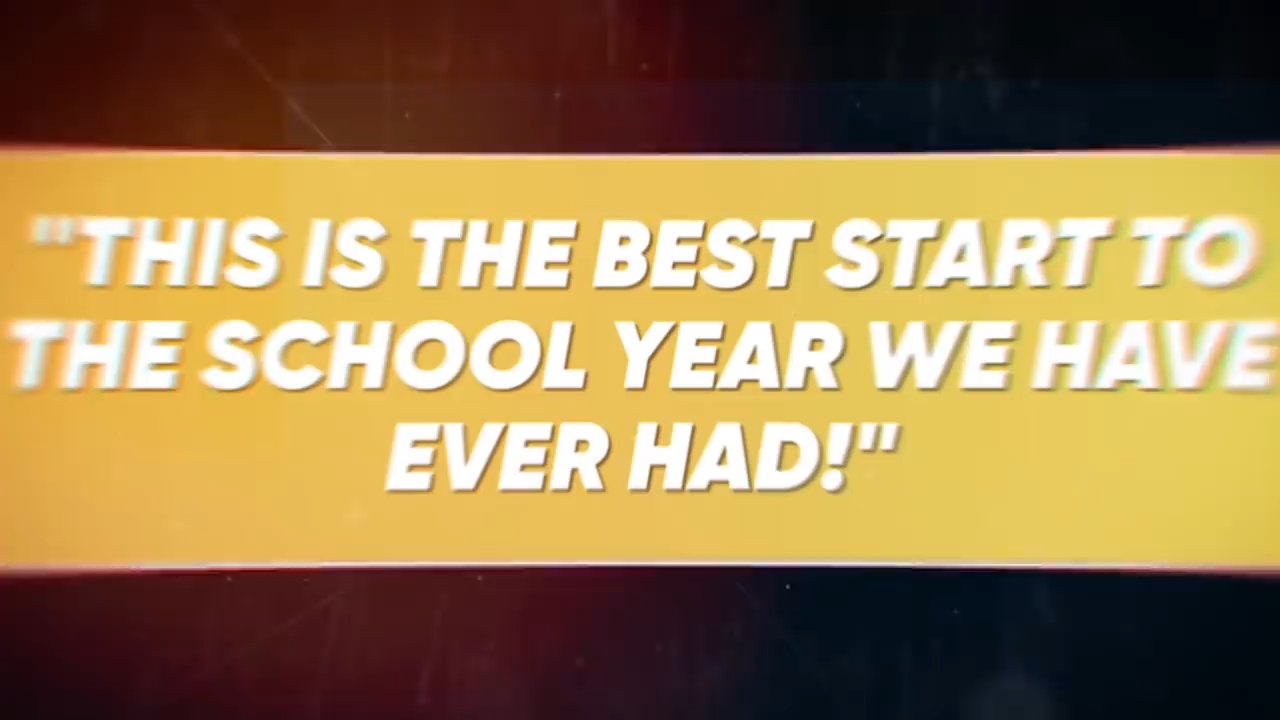 "THIS IS THE BEST START TO
THE SCHOOL YEAR WE HAVE
EVER HAD!"